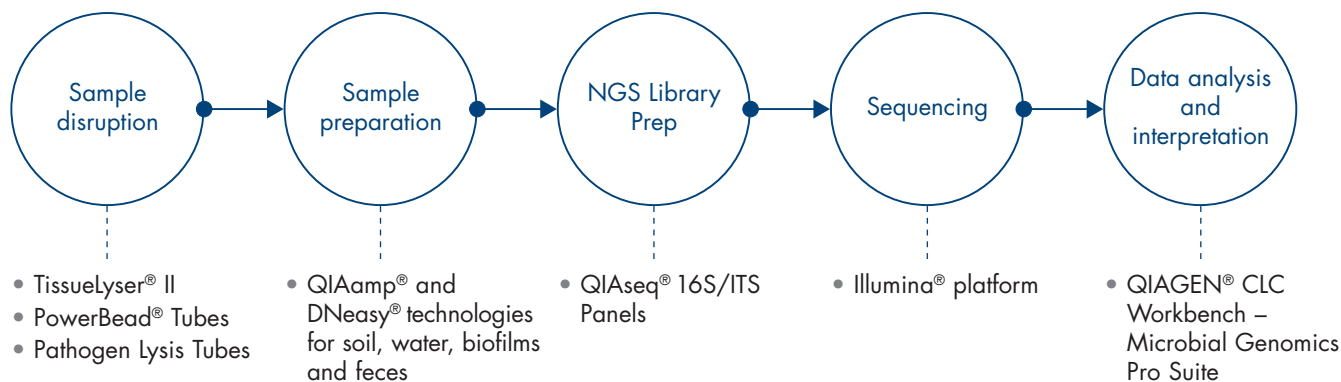 Sample
disruption
Sample
preparation
NGS Library
Prep
Sequencing
Data analysis
and
interpretation
• TissueLyser® II
• PowerBead® Tubes
• Pathogen Lysis Tubes
• QIAamp® and
DNeasy® technologies
for soil, water, biofilms
and feces
• QIAseq® 16S/ITS
Panels
• Illumina® platform
• QIAGEN® CLC
Workbench –
Microbial Genomics
Pro Suite